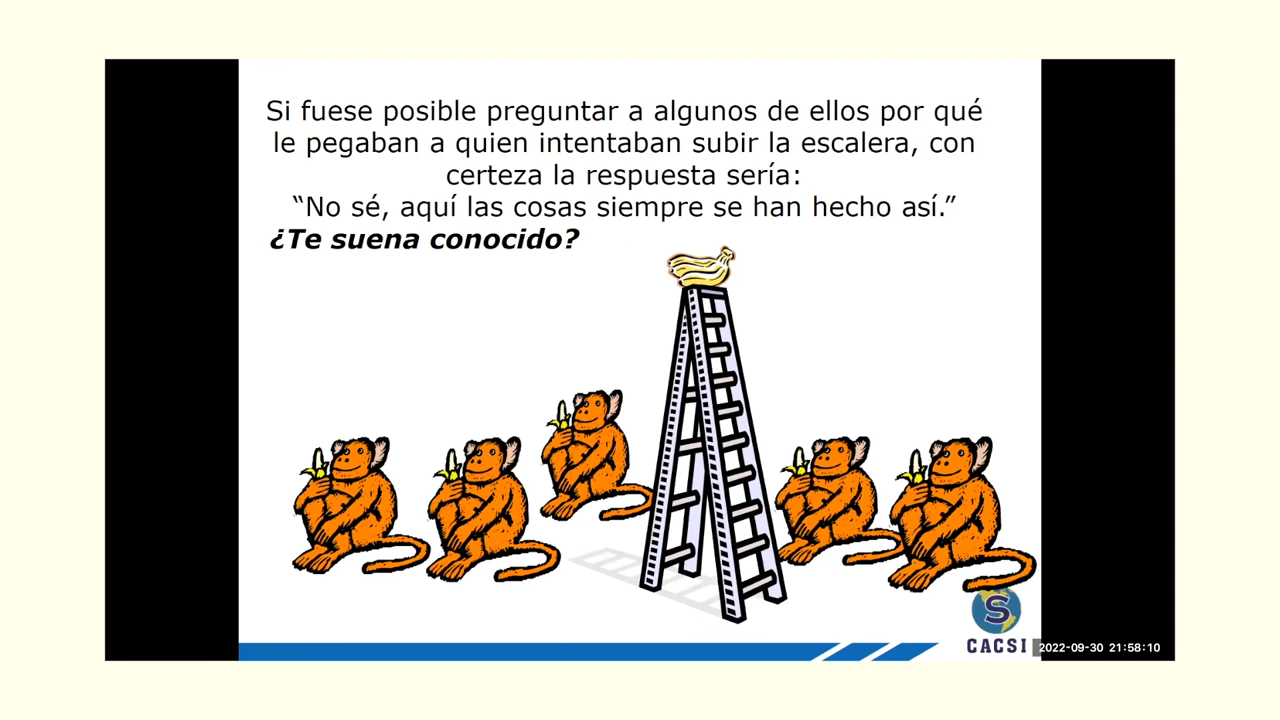 Si fuese posible preguntar a algunos de ellos por qué
le pegaban a quien intentaban subir la escalera, con
certeza la respuesta sería:
“No sé, aquí las cosas siempre se han hecho así.”
¿Te suena conocido?
S
CACSI
2022-09-30 21:58:10